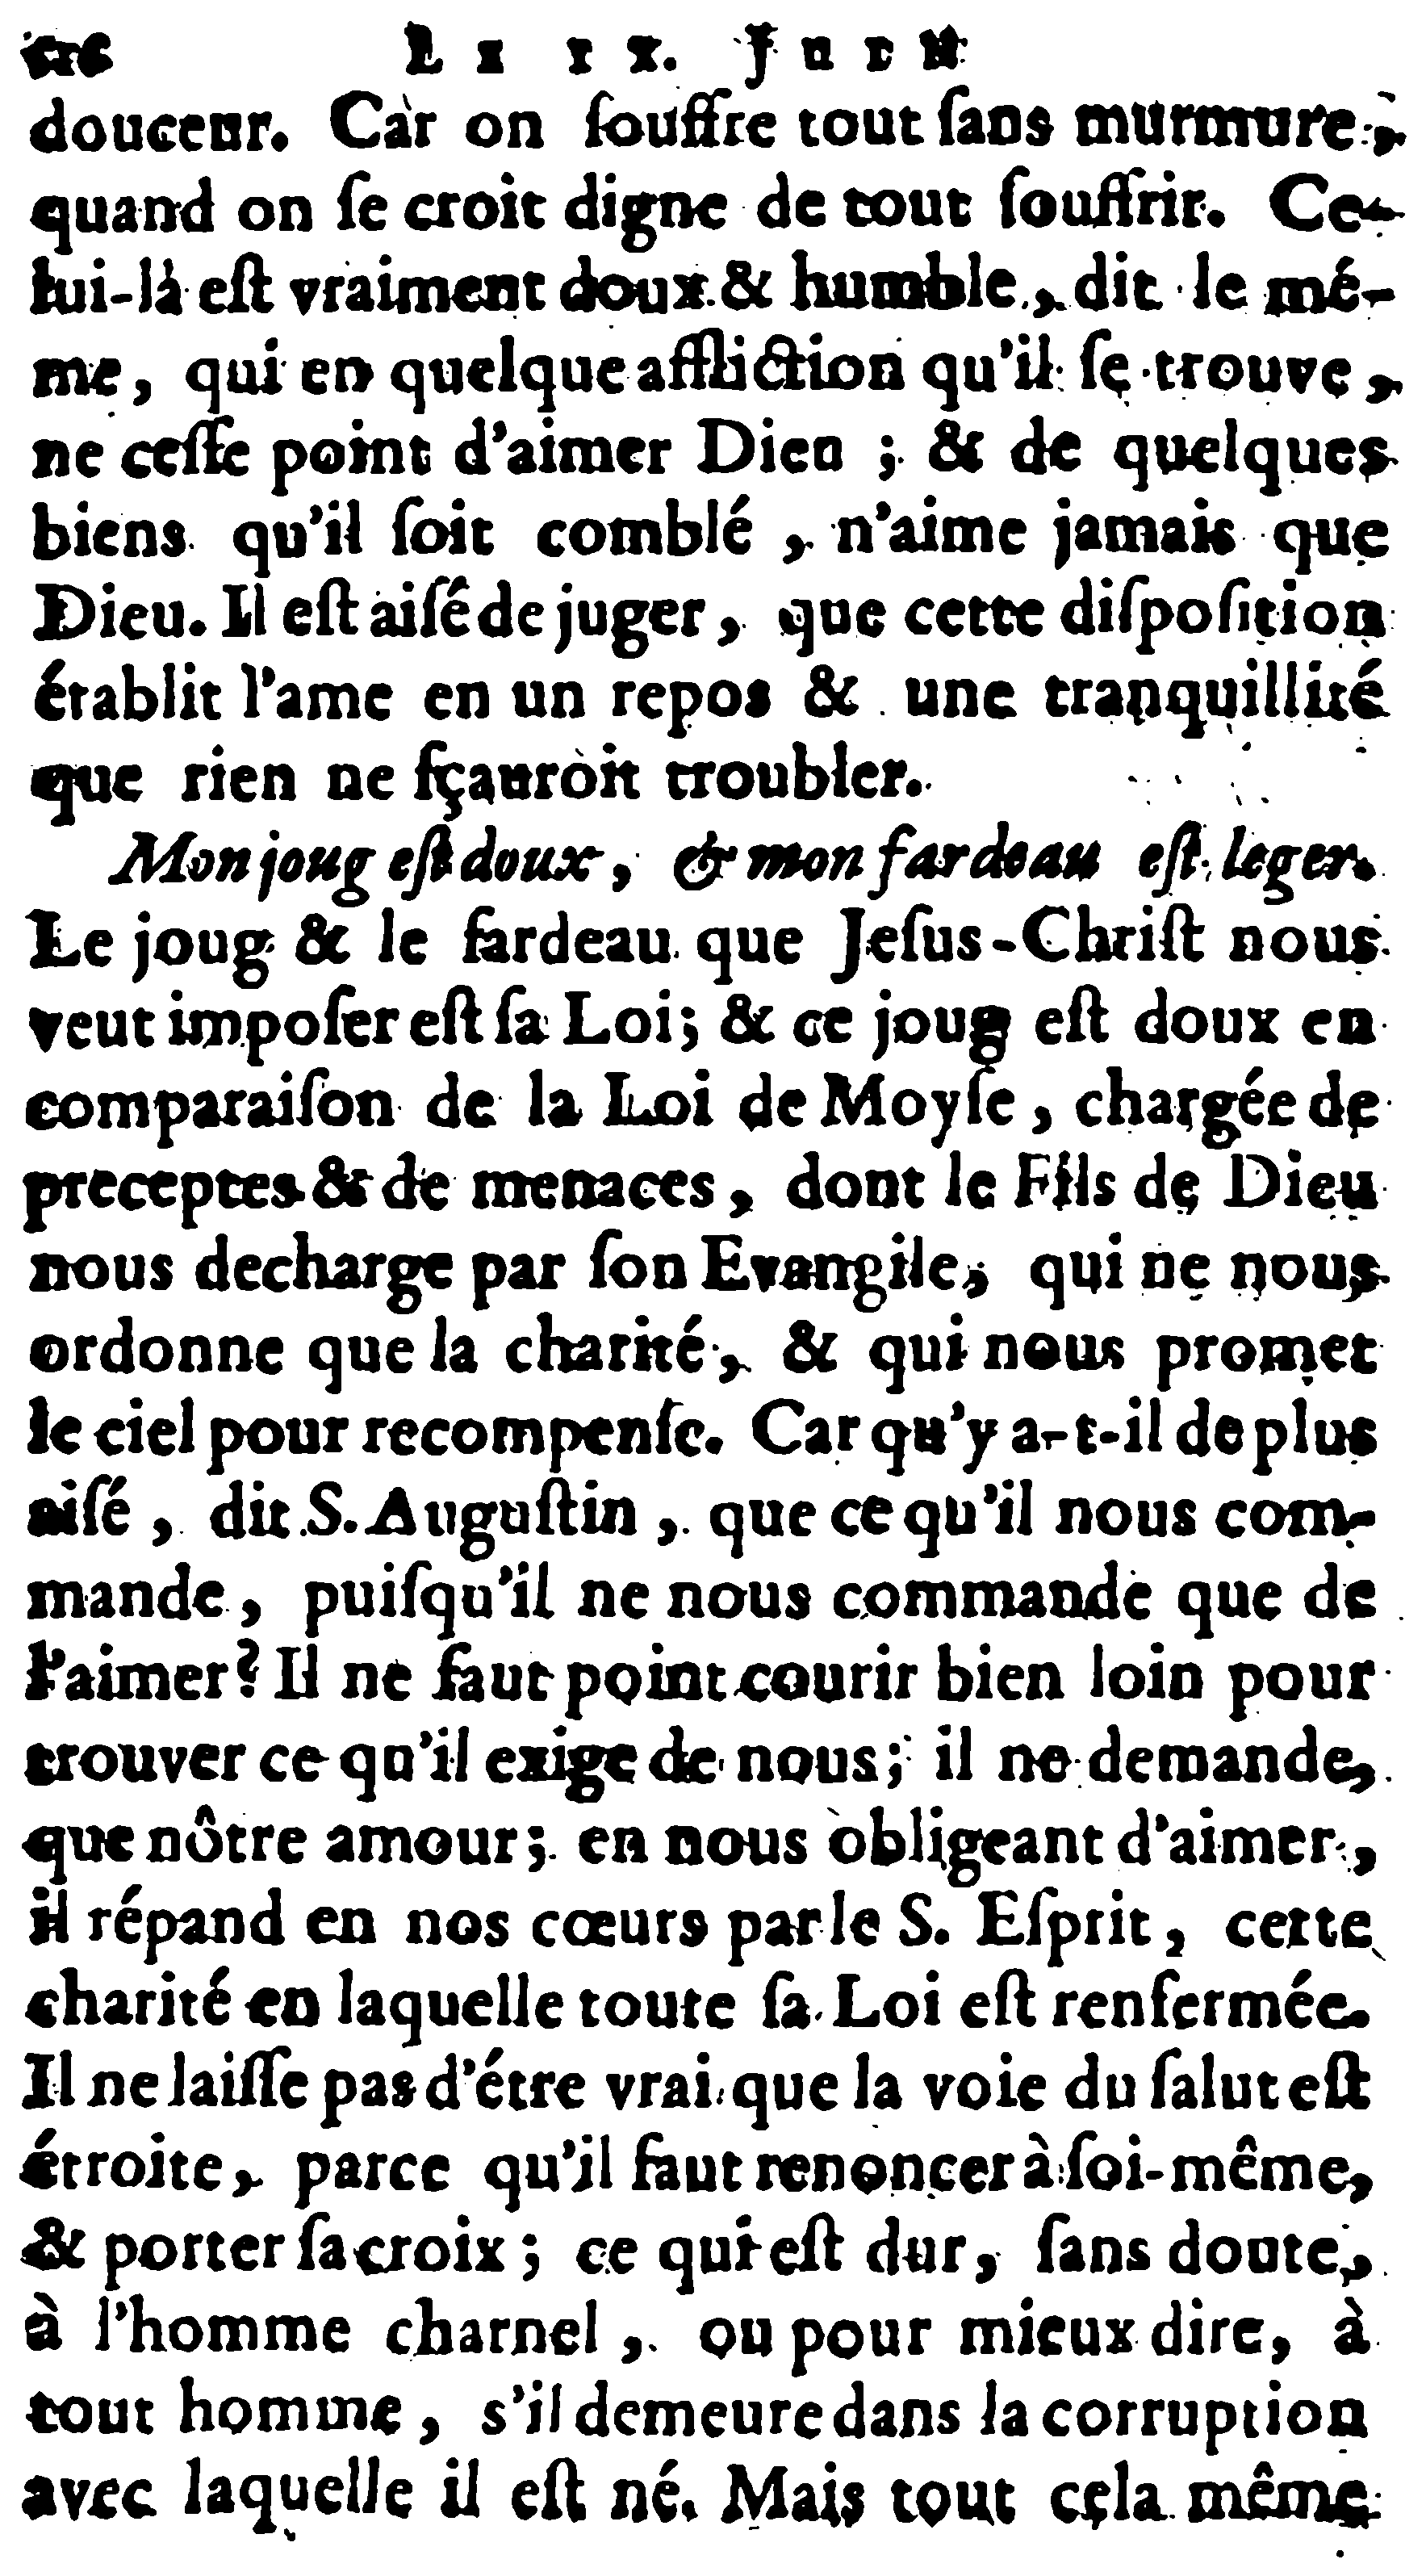 douceur. Car on ſouffre tout ſans murmure,
quand on ſe croit digne de tout ſouffrir. Ce-
lui-là eſt vraiment doux & humble, dit le mé-
me, qui en quelque affliction qu'il ſe trouve,
ne ceſſe point d'aimer Dieu ; & de quelques
biens qu'il ſoit comblé, n'aime jamais que
Dieu. Il eſt aiſé de juger, que cette diſpoſition
établit l'ame en un repos & une tranquillité
que rien ne ſçauroit troubler.
Mon joug eſt doux, & mon fardeau eſt leger.
Le joug & le fardeau que Jeſus-Chriſt nous
veut impoſer eſt ſa Loi; & ce joug eſt doux en
comparaiſon de la Loi de Moyſe, chargée de
preceptes & de menaces, dont le Fils de Dieu
nous decharge par ſon Evangile, qui ne nous
ordonne que la charité, & qui nous promet
le ciel pour recompenſe. Car qu'y a-t-il de plus
aiſé, dit S. Auguſtin, que ce qu'il nous com-
mande, puiſqu'il ne nous commande que de
l'aimer? Il ne faut point courir bien loin pour
trouver ce qu'il exige de nous; il ne demande,
que nôtre amour; en nous obligeant d'aimer,
il répand en nos cœurs par le S. Eſprit, cette
charité en laquelle toute ſa Loi eſt renfermée.
Il ne laiſſe pas d'étre vrai que la voie du ſalut eſt
étroite, parce qu'il faut renoncer à ſoi-même,
& porter ſa croix ; ce qui eſt dur, ſans doute,
à l'homme charnel, ou pour mieux dire, à
tout homme, s'il demeure dans la corruption
avec laquelle il eſt né. Mais tout cela même